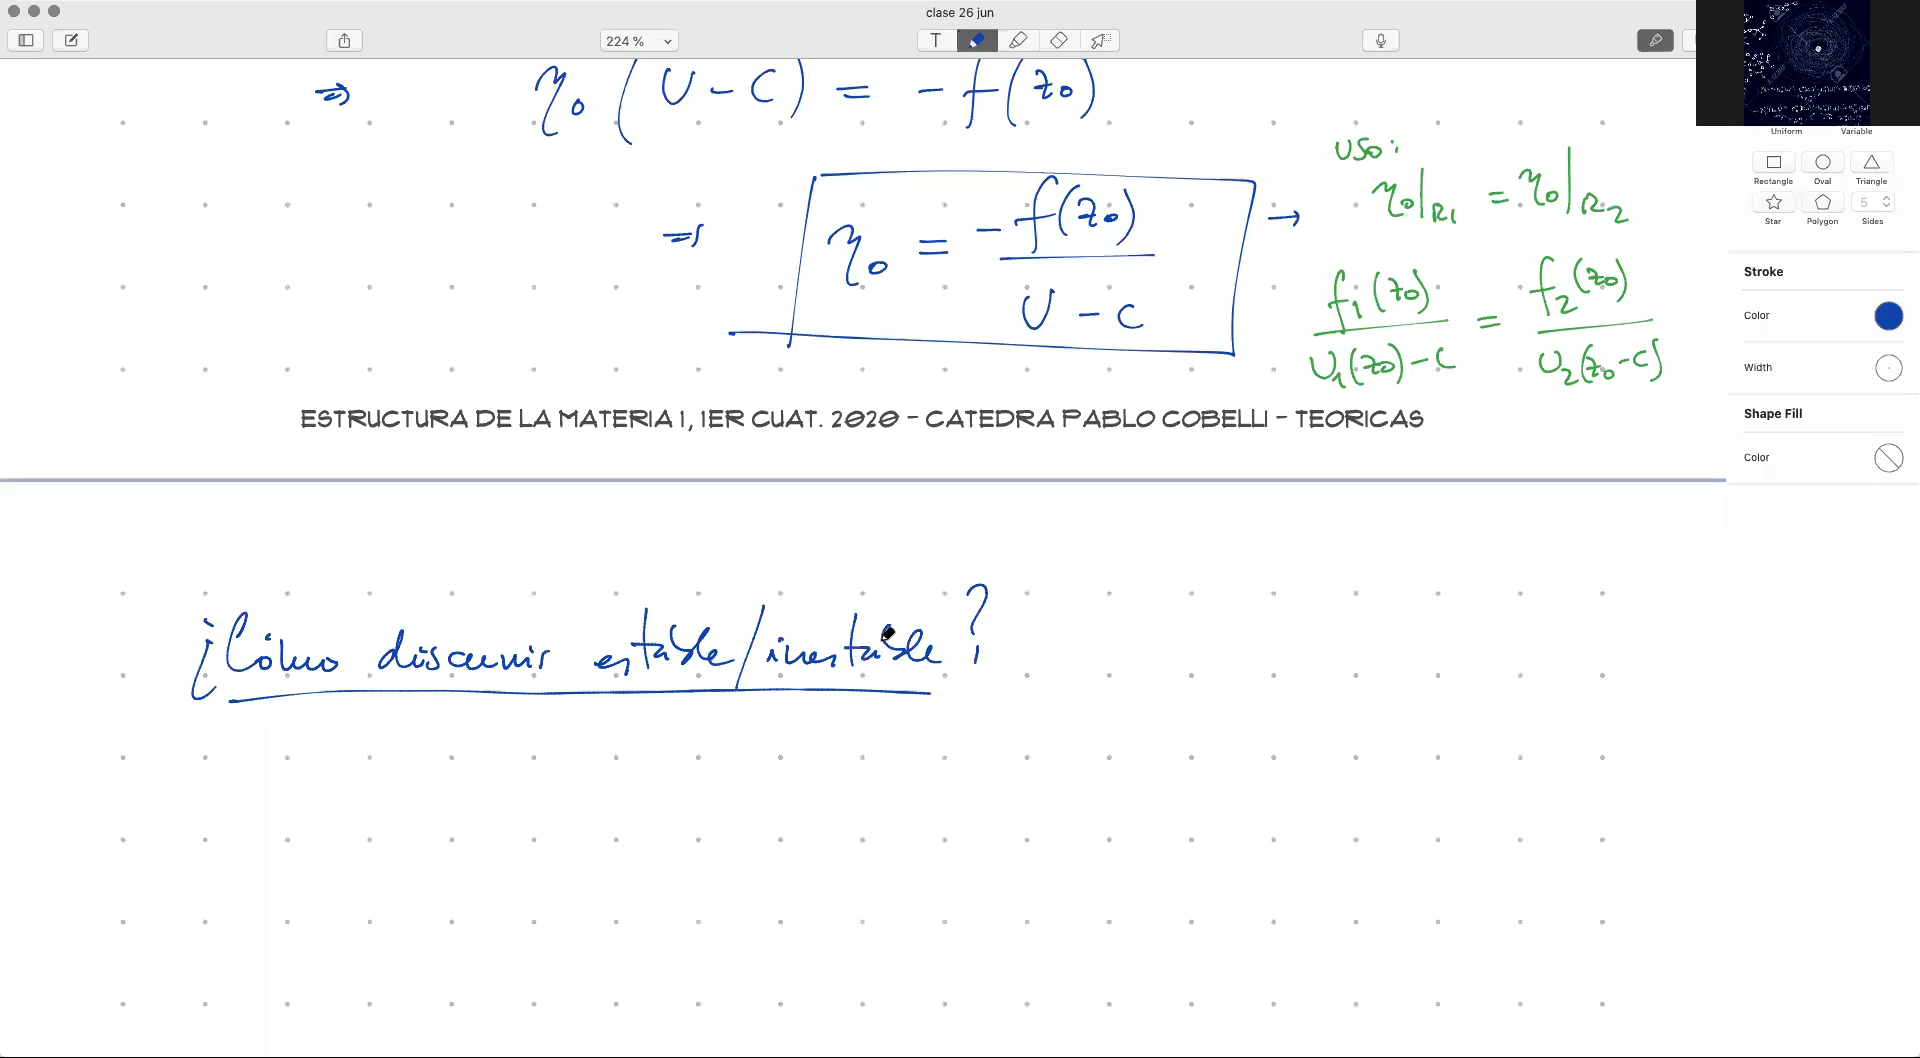 clase 26 jun
224 %
T
⇒ η₀ (U - C) = - f(z₀)
⇒ η₀ = - f(z₀) / U - C →
USO:
η₀|R₁ = η₀|R₂
f₁(z₀) / U₁(z₀) - C = f₂(z₀) / U₂(z₀ - C)
ESTRUCTURA DE LA MATERIA 1, 1ER CUAT. 2020 - CATEDRA PABLO COBELLI - TEORICAS
¿Cómo discernir estable/inestable?
Uniform Variable
Rectangle Oval Triangle
5
Star Polygon Sides
Stroke
Color
Width
Shape Fill
Color